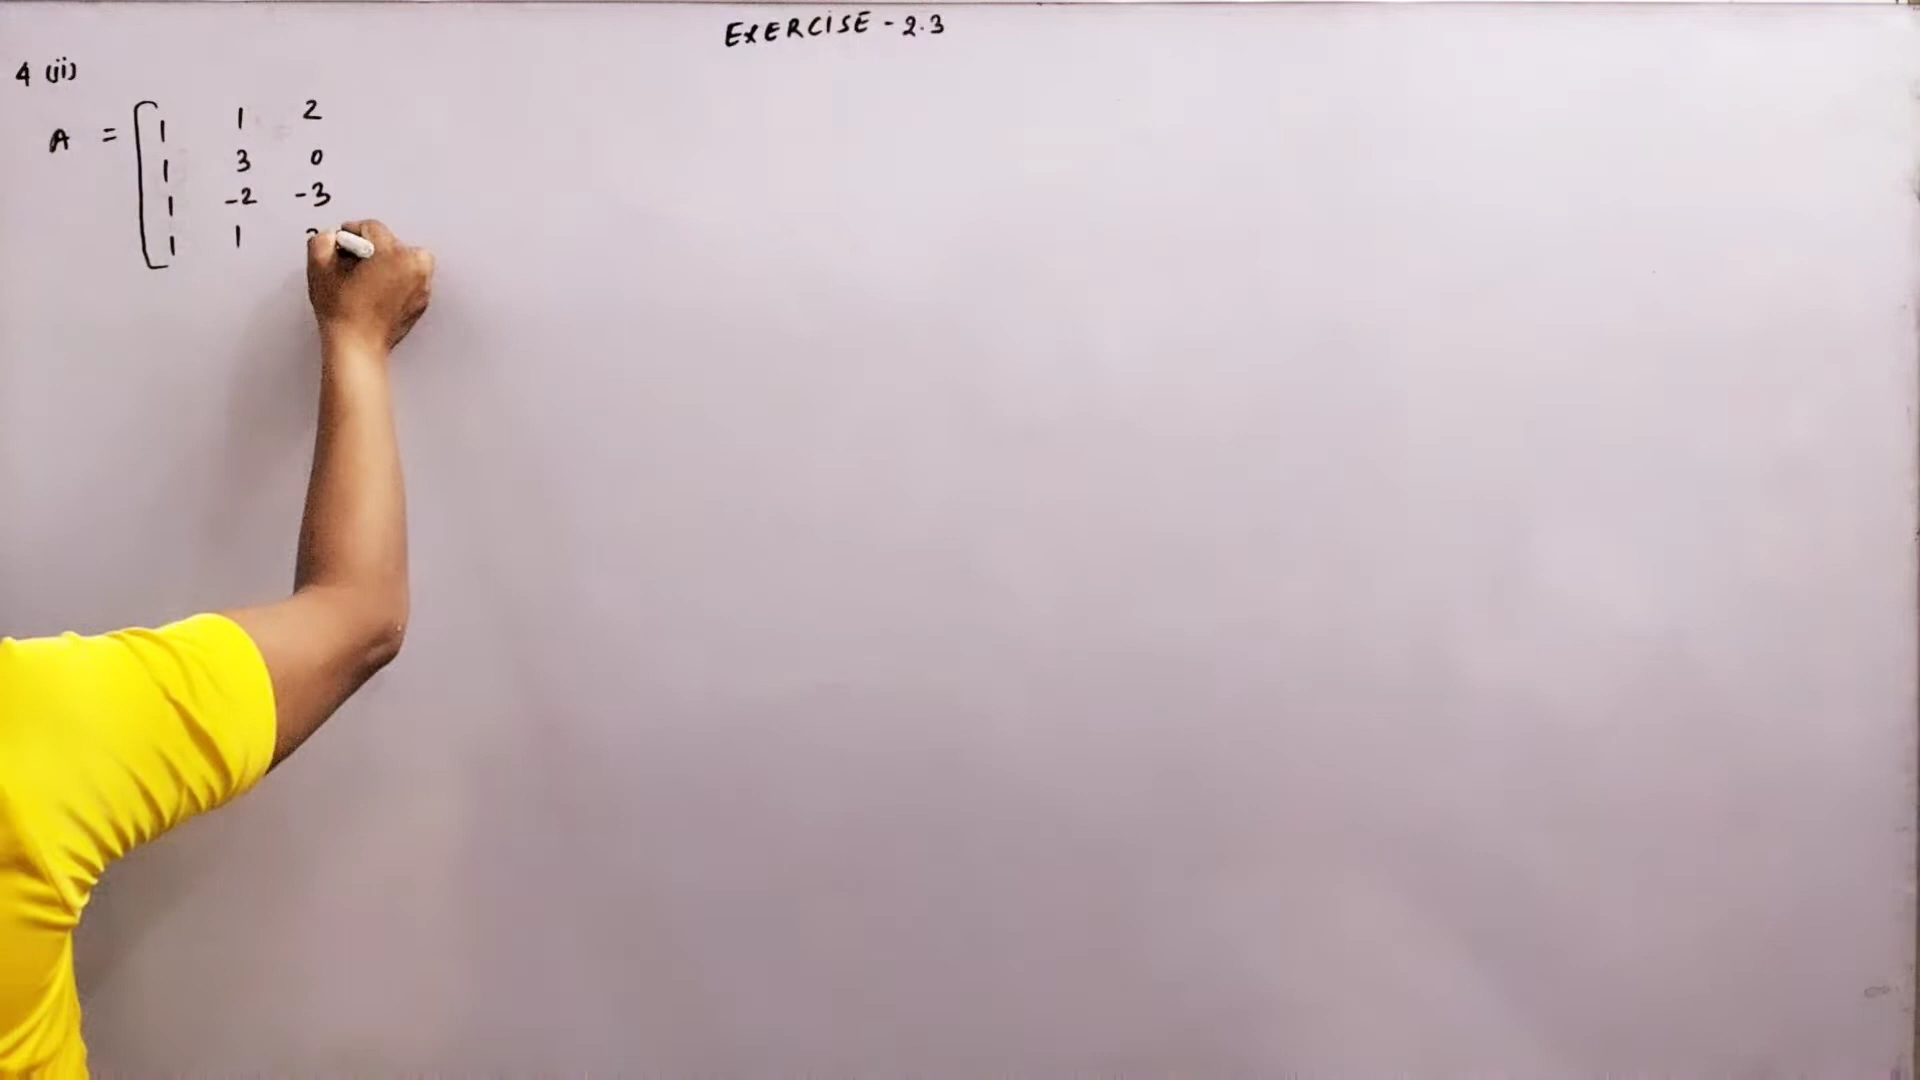 EXERCISE - 2.3
4 (ii)
A = [ 1 1 2
1 3 0
1 -2 -3
1 1